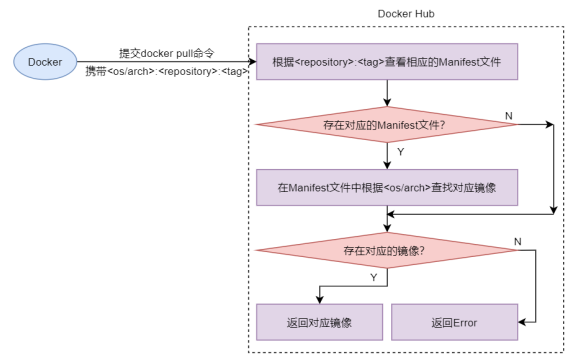 Docker Hub
提交docker pull命令
Docker
携带<os/arch>:<repository>:<tag>
根据<repository>:<tag>查看相应的Manifest文件
存在对应的Manifest文件?
N
Y
在Manifest文件中根据<os/arch>查找对应镜像
存在对应的镜像?
N
Y
返回对应镜像
返回Error